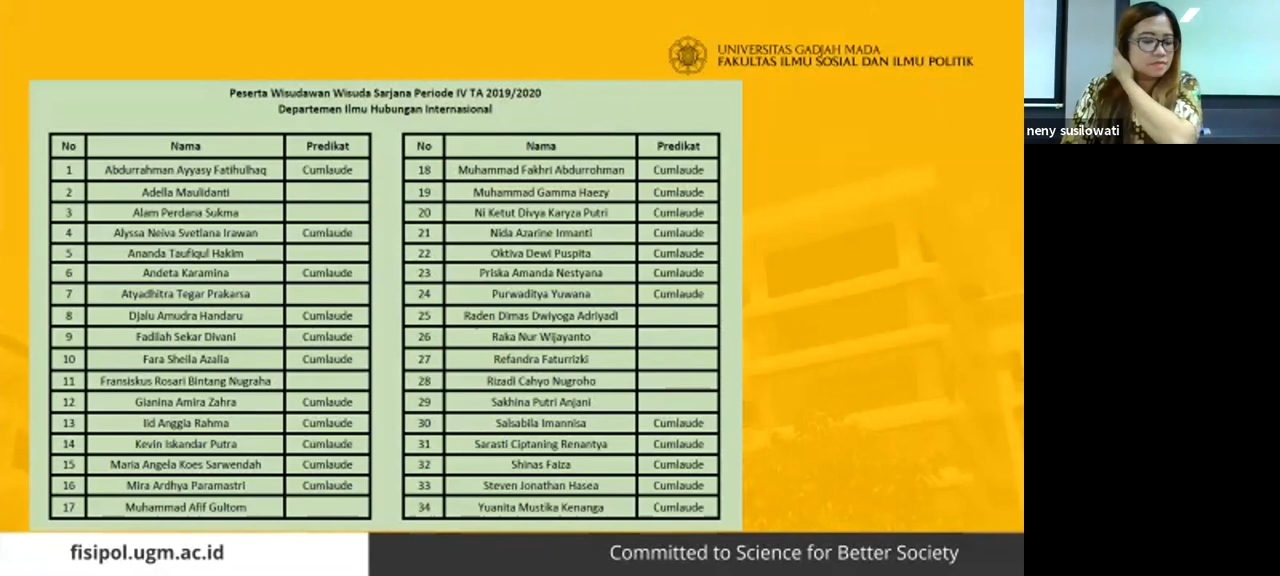 UNIVERSITAS GADJAH MADA
FAKULTAS ILMU SOSIAL DAN ILMU POLITIK
Peserta Wisudawan Wisuda Sarjana Periode IV TA 2019/2020
Departemen Ilmu Hubungan Internasional
No Nama Predikat
1 Abdurrahman Ayyasy Fatihulhaq Cumlaude
2 Adella Maulidanti
3 Alam Perdana Sukma
4 Alyssa Neiva Svetlana Irawan Cumlaude
5 Ananda Taufiqul Hakim
6 Andeta Karamina Cumlaude
7 Atyadhitra Tegar Prakarsa
8 Djalu Amudra Handaru Cumlaude
9 Fadilah Sekar Divani Cumlaude
10 Fara Sheila Azalia Cumlaude
11 Fransiskus Rosari Bintang Nugraha
12 Gianina Amira Zahra Cumlaude
13 Iid Anggia Rahma Cumlaude
14 Kevin Iskandar Putra Cumlaude
15 Maria Angela Koes Sarwendah Cumlaude
16 Mira Ardhya Paramastri Cumlaude
17 Muhammad Afif Gultom
No Nama Predikat
18 Muhammad Fakhri Abdurrohman Cumlaude
19 Muhammad Gamma Haezy Cumlaude
20 Ni Ketut Divya Karyza Putri Cumlaude
21 Nida Azarine Irmanti Cumlaude
22 Oktiva Dewi Puspita Cumlaude
23 Priska Amanda Nestyana Cumlaude
24 Purwaditya Yuwana Cumlaude
25 Raden Dimas Dwiyoga Adriyadi
26 Raka Nur Wijayanto
27 Refandra Faturrizki
28 Rizadi Cahyo Nugroho
29 Sakhina Putri Anjani
30 Salsabila Imannisa Cumlaude
31 Sarasti Ciptaning Renantya Cumlaude
32 Shinas Faiza Cumlaude
33 Steven Jonathan Hasea Cumlaude
34 Yuanita Mustika Kenanga Cumlaude
fisipol.ugm.ac.id
Committed to Science for Better Society
neny susilowati